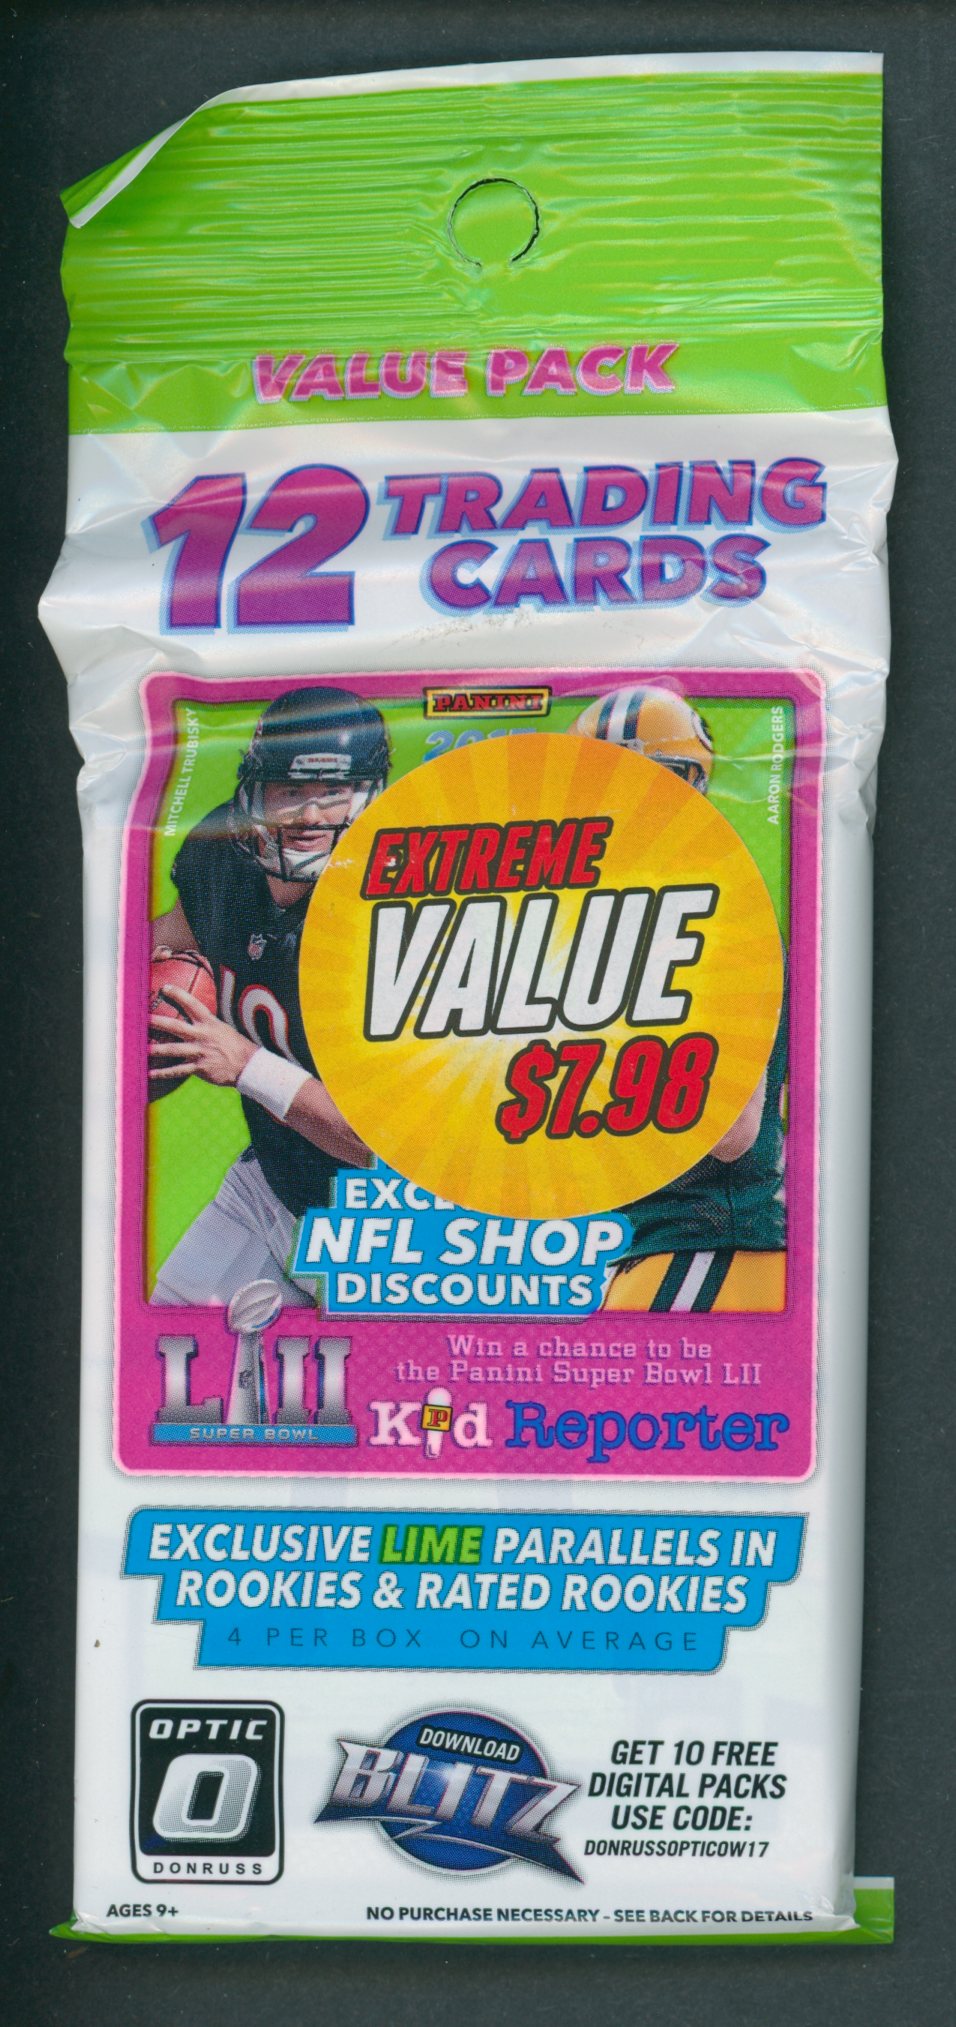 VALUE PACK
12 TRADING
CARDS
PANINI
MITCHELL TRUBISKY
AARON RODGERS
EXTREME
VALUE
$7.98
NFL SHOP
DISCOUNTS
LII
SUPER BOWL
Win a chance to be
the Panini Super Bowl LII
Kid Reporter
EXCLUSIVE LIME PARALLELS IN
ROOKIES & RATED ROOKIES
4 PER BOX ON AVERAGE
OPTIC
DONRUSS
DOWNLOAD
BLITZ
GET 10 FREE
DIGITAL PACKS
USE CODE:
DONRUSSOPTICOW17
AGES 9+
NO PURCHASE NECESSARY - SEE BACK FOR DETAILS